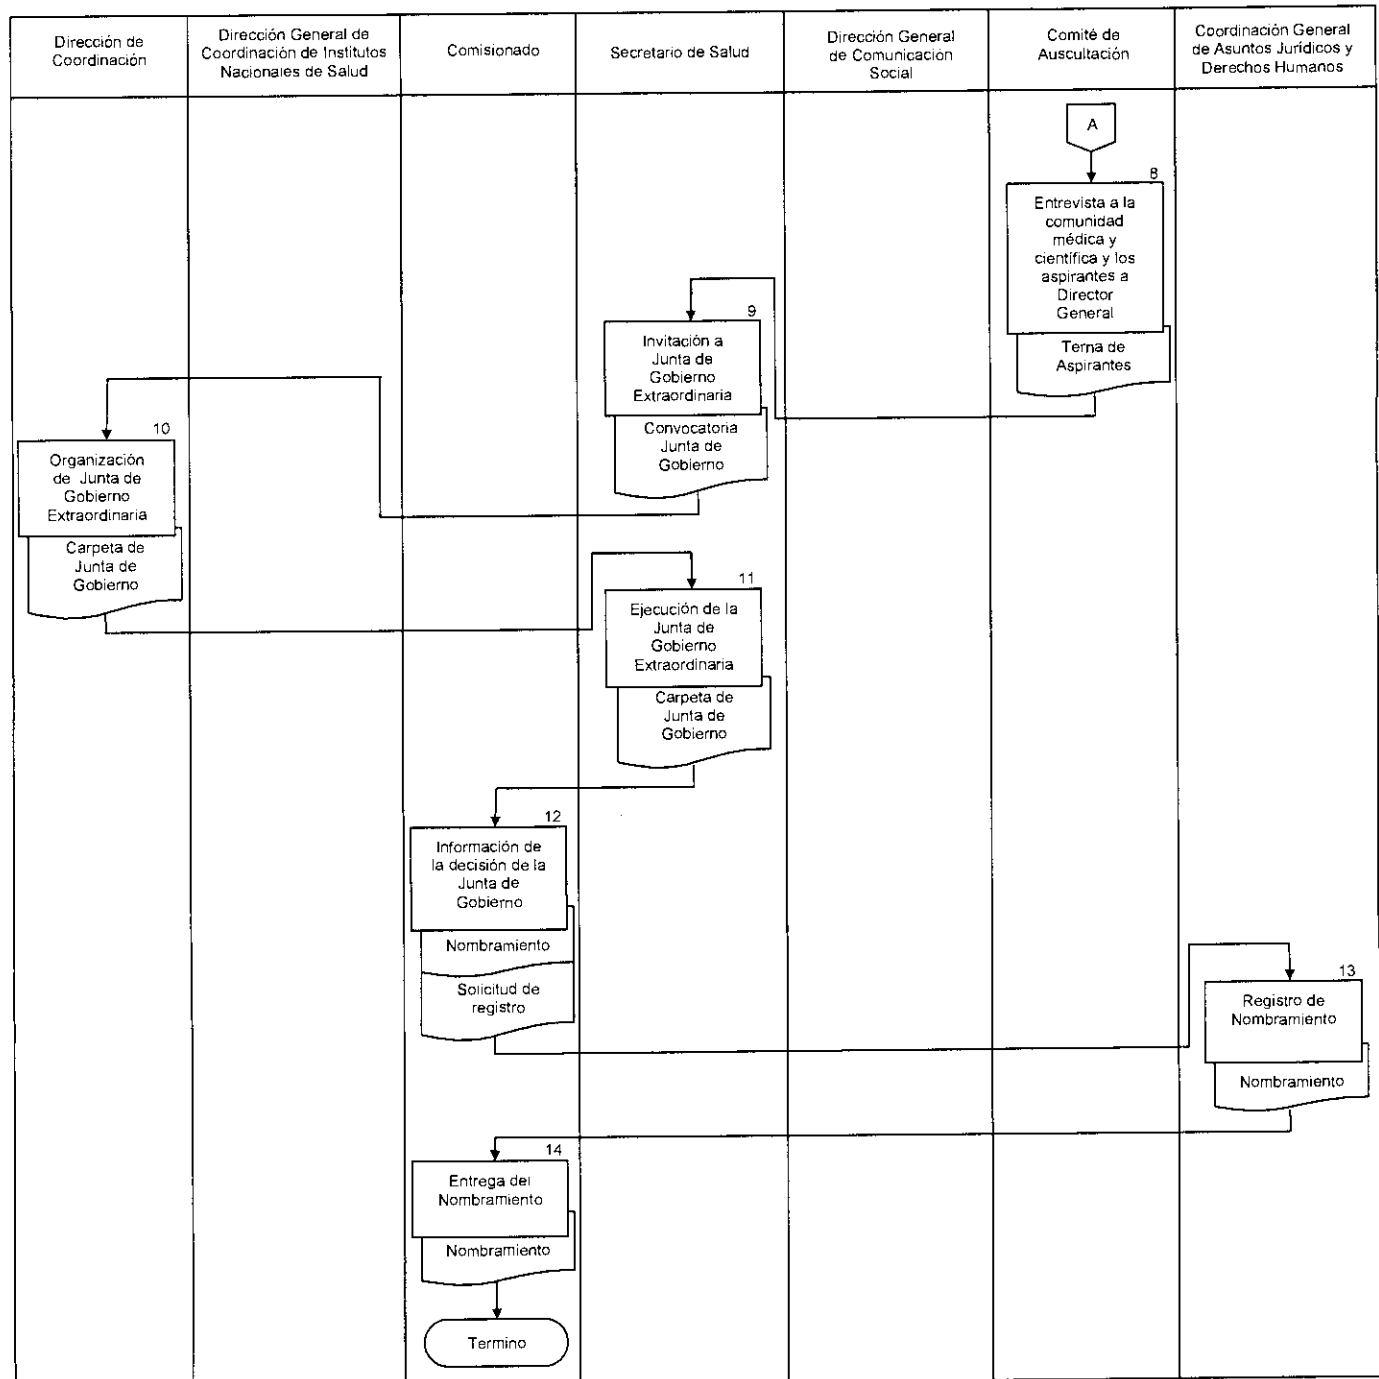 Dirección de
Coordinación
Dirección General de
Coordinación de Institutos
Nacionales de Salud
Comisionado
Secretario de Salud
Dirección General
de Comunicación
Social
Comité de
Auscultación
Coordinación General
de Asuntos Jurídicos y
Derechos Humanos
A
8
Entrevista a la
comunidad
médica y
científica y los
aspirantes a
Director
General
Terna de
Aspirantes
9
Invitación a
Junta de
Gobierno
Extraordinaria
Convocatoria
Junta de
Gobierno
10
Organización
de Junta de
Gobierno
Extraordinaria
Carpeta de
Junta de
Gobierno
11
Ejecución de la
Junta de
Gobierno
Extraordinaria
Carpeta de
Junta de
Gobierno
12
Información de
la decisión de la
Junta de
Gobierno
Nombramiento
Solicitud de
registro
13
Registro de
Nombramiento
Nombramiento
14
Entrega del
Nombramiento
Nombramiento
Termino